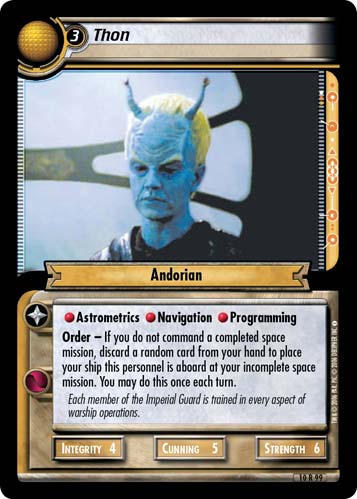 3 Thon
Andorian
Astrometrics Navigation Programming
Order – If you do not command a completed space
mission, discard a random card from your hand to place
your ship this personnel is aboard at your incomplete space
mission. You may do this once each turn.
Each member of the Imperial Guard is trained in every aspect of
warship operations.
INTEGRITY 4 CUNNING 5 STRENGTH 6
10 R 99